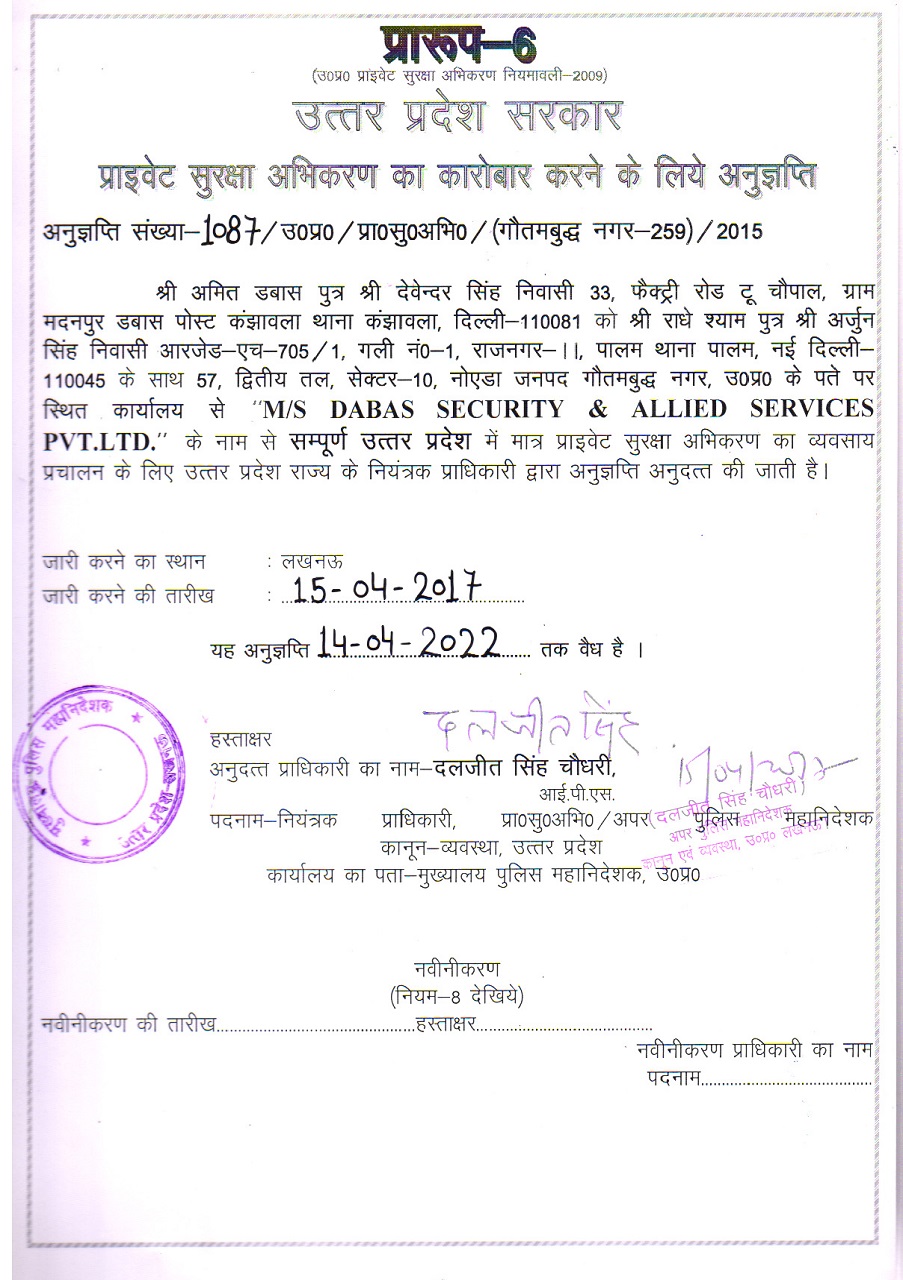 प्रारूप–6
(उ0प्र0 प्राइवेट सुरक्षा अभिकरण नियमावली–2009)
उत्तर प्रदेश सरकार
प्राइवेट सुरक्षा अभिकरण का कारोबार करने के लिये अनुज्ञप्ति
अनुज्ञप्ति संख्या–1087/उ0प्र0/प्रा0सु0अभि0/(गौतमबुद्ध नगर–259)/2015
श्री अमित डबास पुत्र श्री देवेन्दर सिंह निवासी 33, फैक्ट्री रोड टू चौपाल, ग्राम
मदनपुर डबास पोस्ट कंझावला थाना कंझावला, दिल्ली–110081 को श्री राधे श्याम पुत्र श्री अर्जुन
सिंह निवासी आरजेड–एच–705/1, गली नं0–1, राजनगर–।।, पालम थाना पालम, नई दिल्ली–
110045 के साथ 57, द्वितीय तल, सेक्टर–10, नोएडा जनपद गौतमबुद्ध नगर, उ0प्र0 के पते पर
स्थित कार्यालय से "M/S DABAS SECURITY & ALLIED SERVICES
PVT.LTD." के नाम से सम्पूर्ण उत्तर प्रदेश में मात्र प्राइवेट सुरक्षा अभिकरण का व्यवसाय
प्रचालन के लिए उत्तर प्रदेश राज्य के नियंत्रक प्राधिकारी द्वारा अनुज्ञप्ति अनुदत्त की जाती है।
जारी करने का स्थान : लखनऊ
जारी करने की तारीख : 15-04-2017
यह अनुज्ञप्ति 14-04-2022 तक वैध है ।
दलजीत सिंह
हस्ताक्षर
अनुदत्त प्राधिकारी का नाम–दलजीत सिंह चौधरी,
आई.पी.एस.
(दलजीत सिंह चौधरी)
अपर पुलिस महानिदेशक
कानून एवं व्यवस्था, उ0प्र0 लखनऊ
पदनाम–नियंत्रक प्राधिकारी, प्रा0सु0अभि0/अपर पुलिस महानिदेशक
कानून–व्यवस्था, उत्तर प्रदेश
कार्यालय का पता–मुख्यालय पुलिस महानिदेशक, उ0प्र0
मुख्यालय पुलिस महानिदेशक
उत्तर प्रदेश
नवीनीकरण
(नियम–8 देखिये)
नवीनीकरण की तारीख..........हस्ताक्षर..........
नवीनीकरण प्राधिकारी का नाम
पदनाम..........